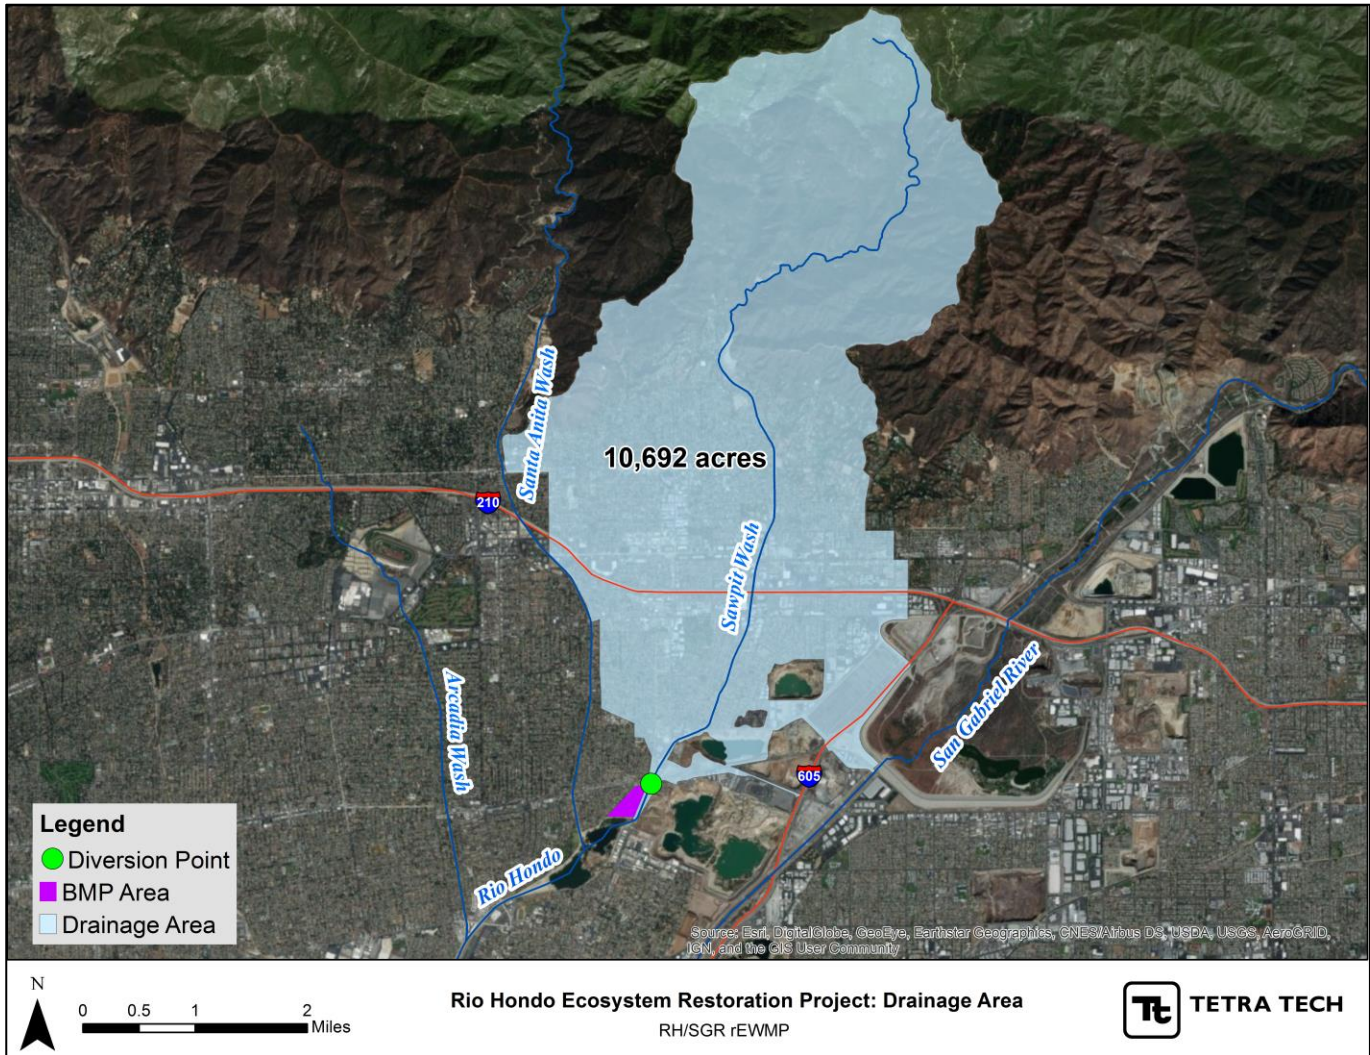 Santa Anita Wash
10,692 acres
210
Sawpit Wash
Arcadia Wash
San Gabriel River
605
Rio Hondo
Legend
Diversion Point
BMP Area
Drainage Area
Source: Esri, DigitalGlobe, GeoEye, Earthstar Geographics, CNES/Airbus DS, USDA, USGS, AeroGRID,
IGN, and the GIS User Community
N
0 0.5 1 2
Miles
Rio Hondo Ecosystem Restoration Project: Drainage Area
RH/SGR rEWMP
Tt TETRA TECH